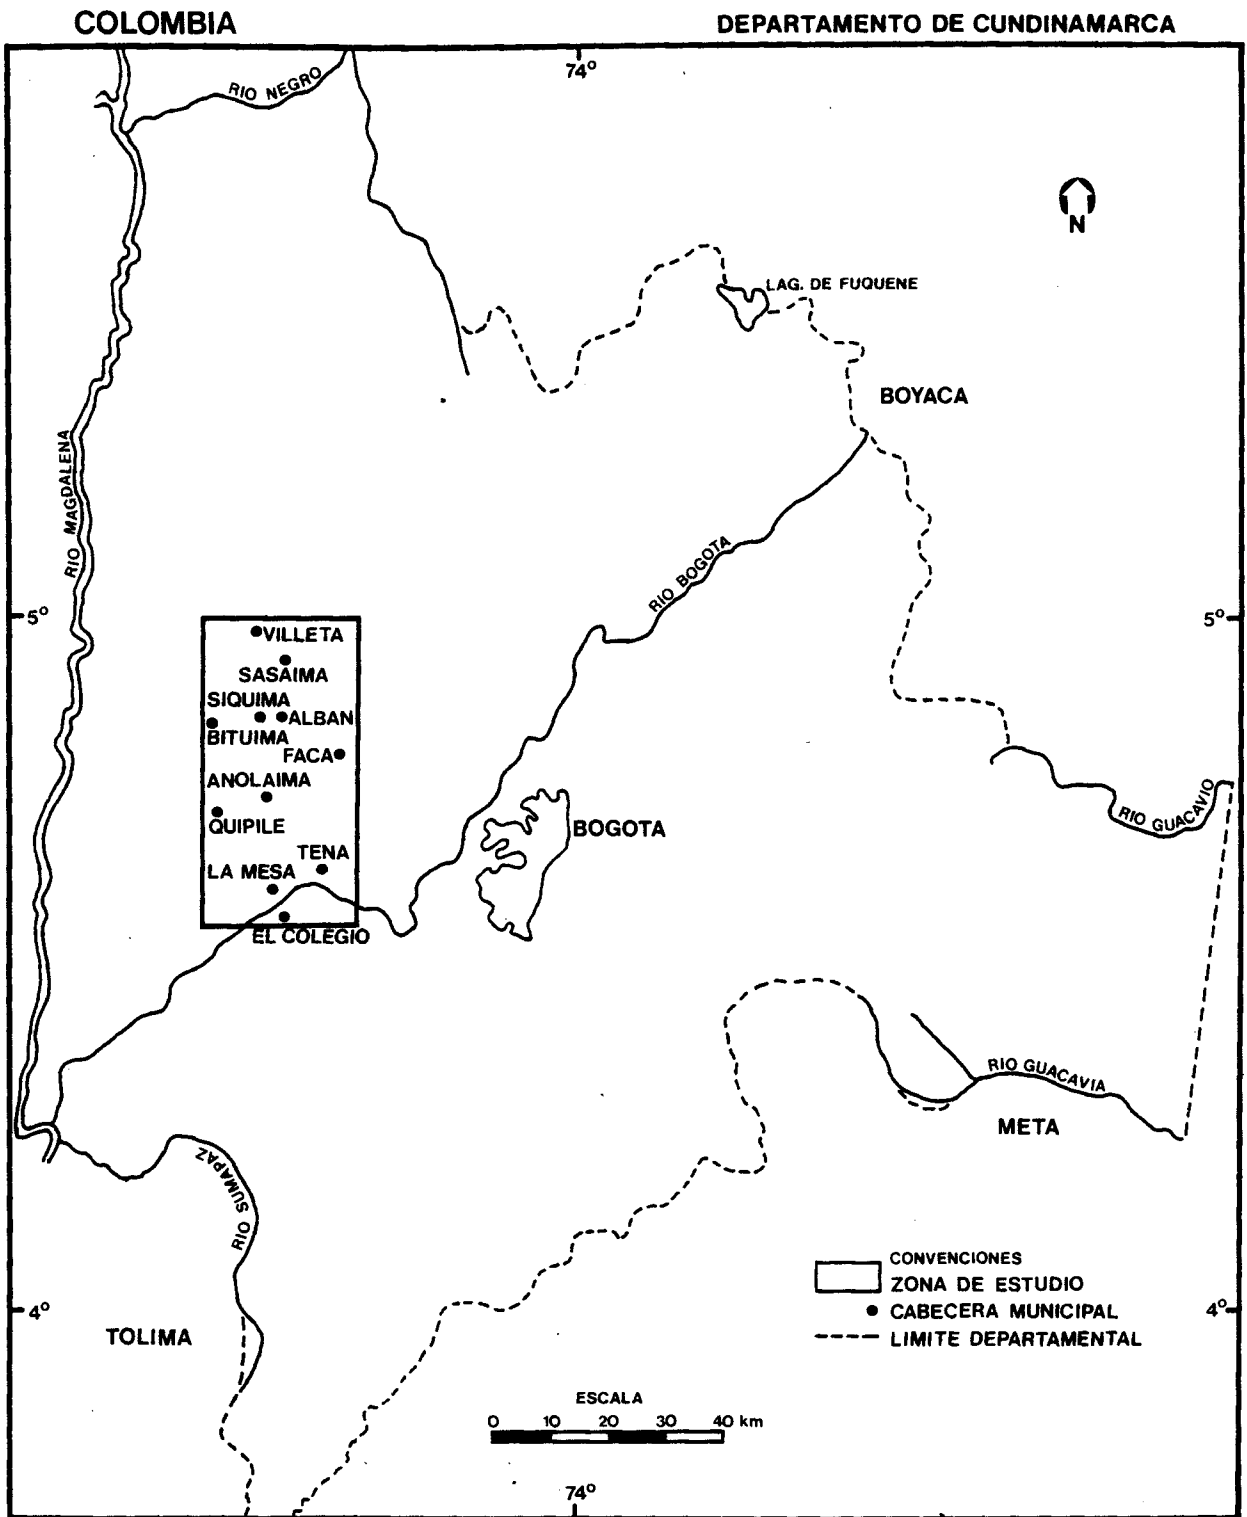 COLOMBIA
DEPARTAMENTO DE CUNDINAMARCA
74°
RIO NEGRO
N
LAG. DE FUQUENE
BOYACA
RIO MAGDALENA
RIO BOGOTA
5°
5°
VILLETA
SASAIMA
SIQUIMA
ALBAN
BITUIMA
FACA
ANOLAIMA
QUIPILE
RIO GUACAVIO
BOGOTA
TENA
LA MESA
EL COLEGIO
RIO GUACAVIA
META
RIO SUMAPAZ
CONVENCIONES
ZONA DE ESTUDIO
4°
CABECERA MUNICIPAL
4°
TOLIMA
LIMITE DEPARTAMENTAL
ESCALA
0 10 20 30 40 km
74°